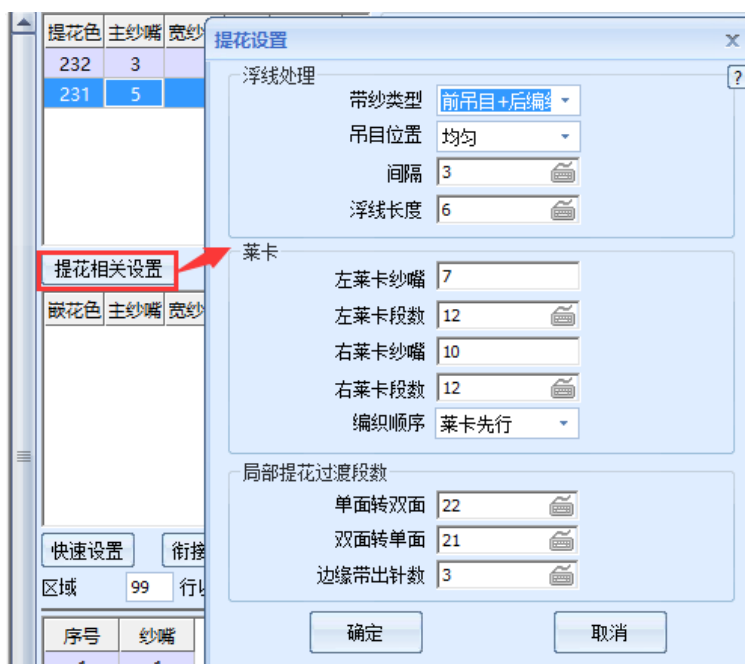 提花色 主纱嘴 宽纱
232 3
231 5
提花相关设置
嵌花色 主纱嘴 宽纱
快速设置 衔接
区域 99 行
序号 纱嘴
1 1
提花设置 x
浮线处理 ?
带纱类型 前吊目+后编
吊目位置 均匀
间隔 3
浮线长度 6
莱卡
左莱卡纱嘴 7
左莱卡段数 12
右莱卡纱嘴 10
右莱卡段数 12
编织顺序 莱卡先行
局部提花过渡段数
单面转双面 22
双面转单面 21
边缘带出针数 3
确定 取消